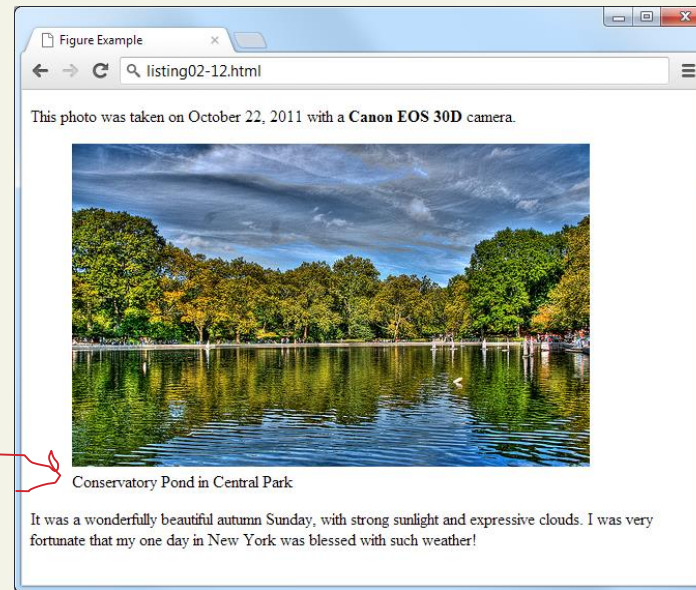 Figure Example
listing02-12.html
This photo was taken on October 22, 2011 with a Canon EOS 30D camera.
Conservatory Pond in Central Park
It was a wonderfully beautiful autumn Sunday, with strong sunlight and expressive clouds. I was very
fortunate that my one day in New York was blessed with such weather!